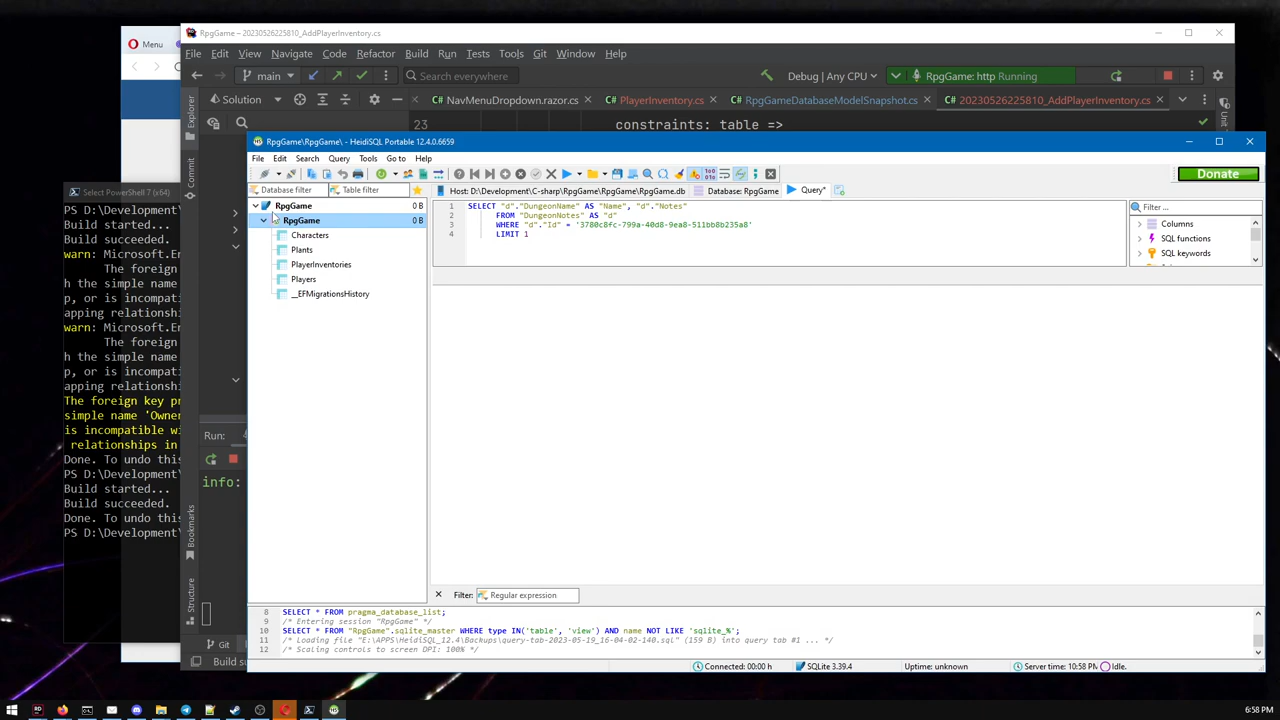 Menu
RpgGame – 20230526225810_AddPlayerInventory.cs
File Edit View Navigate Code Refactor Build Run Tests Tools Git Window Help
main
Search everywhere
Debug | Any CPU
RpgGame: http Running
Explorer
Solution
NavMenuDropdown.razor.cs
PlayerInventory.cs
RpgGameDatabaseModelSnapshot.cs
20230526225810_AddPlayerInventory.cs
23
constraints: table =>
Commit
Bookmarks
Structure
Run:
info:
Git
Build su
Select PowerShell 7 (x64)
PS D:\Development\
Build started...
Build succeeded.
warn: Microsoft.En
The foreign
h the simple name
p, or is incompati
apping relationshi
warn: Microsoft.En
The foreign
h the simple name
p, or is incompati
apping relationshi
The foreign key pr
simple name 'Owner
is incompatible wi
relationships in
Done. To undo this
PS D:\Development\
Build started...
Build succeeded.
Done. To undo this
PS D:\Development\
RpgGame\RpgGame\ - HeidiSQL Portable 12.4.0.6659
File Edit Search Query Tools Go to Help
Donate
Database filter
Table filter
Host: D:\Development\C-sharp\RpgGame\RpgGame\RpgGame.db
Database: RpgGame
Query*
RpgGame 0 B
RpgGame 0 B
Characters
Plants
PlayerInventories
Players
__EFMigrationsHistory
1 SELECT "d"."DungeonName" AS "Name", "d"."Notes"
2 FROM "DungeonNotes" AS "d"
3 WHERE "d"."Id" = '3780c8fc-799a-40d8-9ea8-511bb8b235a8'
4 LIMIT 1
Filter ...
Columns
SQL functions
SQL keywords
Filter: Regular expression
8 SELECT * FROM pragma_database_list;
9 /* Entering session "RpgGame" */
10 SELECT * FROM "RpgGame".sqlite_master WHERE type IN('table', 'view') AND name NOT LIKE 'sqlite_%';
11 /* Loading file "E:\APPS\HeidiSQL_12.4\Backups\query-tab-2023-05-19_16-04-02-140.sql" (159 B) into query tab #1 ... */
12 /* Scaling controls to screen DPI: 100% */
Connected: 00:00 h
SQLite 3.39.4
Uptime: unknown
Server time: 10:58 PM
Idle.
6:58 PM